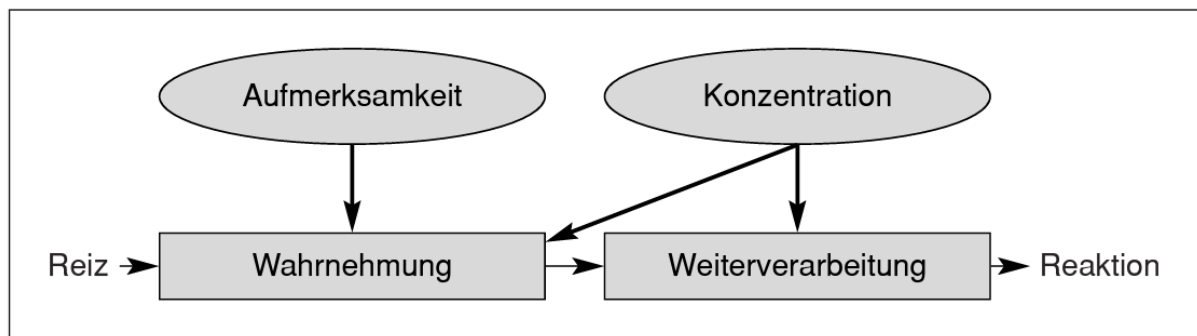 Aufmerksamkeit Konzentration
Reiz Wahrnehmung Weiterverarbeitung Reaktion